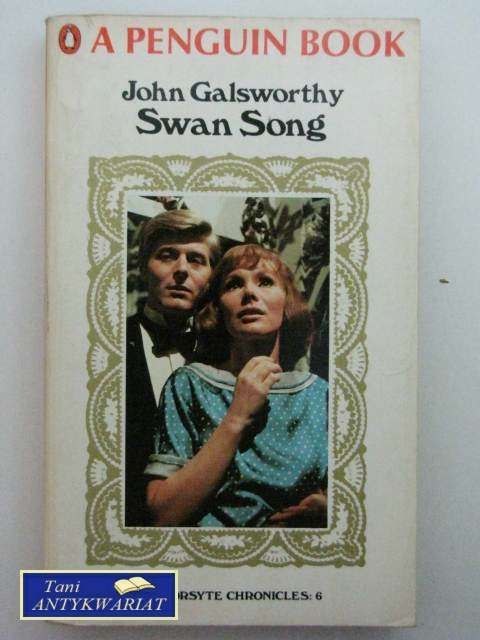 A PENGUIN BOOK
John Galsworthy
Swan Song
ORSYTE CHRONICLES: 6
Tani
ANTYKWARIAT